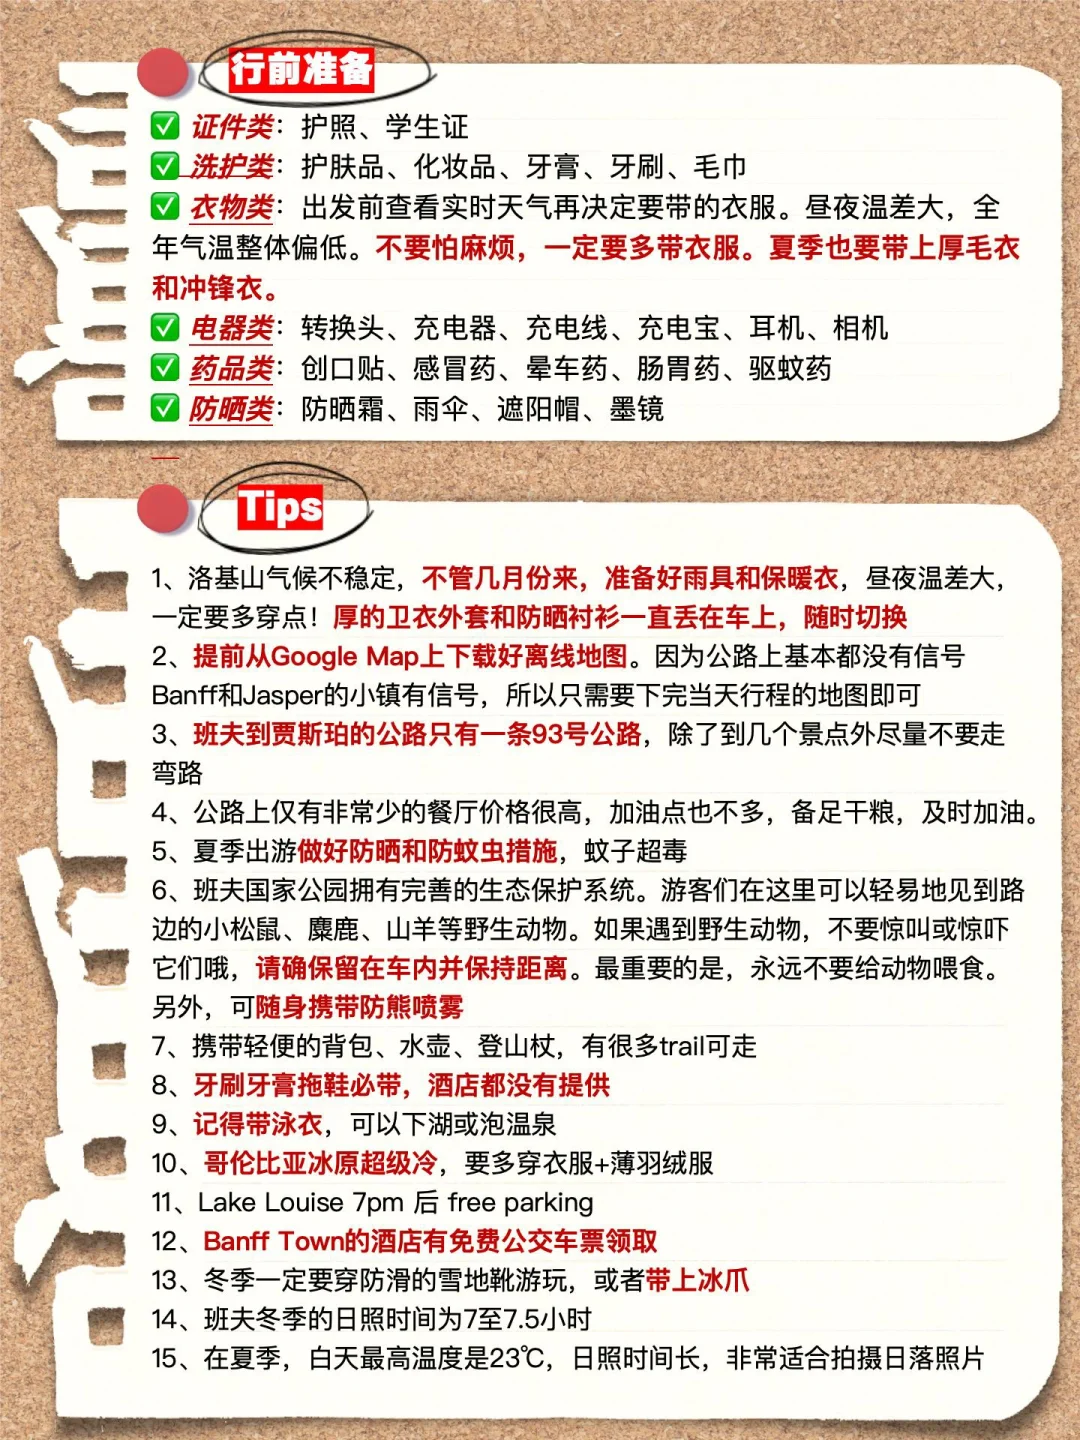 行前准备
证件类：护照、学生证
洗护类：护肤品、化妆品、牙膏、牙刷、毛巾
衣物类：出发前查看实时天气再决定要带的衣服。昼夜温差大，全
年气温整体偏低。不要怕麻烦，一定要多带衣服。夏季也要带上厚毛衣
和冲锋衣。
电器类：转换头、充电器、充电线、充电宝、耳机、相机
药品类：创口贴、感冒药、晕车药、肠胃药、驱蚊药
防晒类：防晒霜、雨伞、遮阳帽、墨镜
Tips
1、洛基山气候不稳定，不管几月份来，准备好雨具和保暖衣，昼夜温差大，
一定要多穿点！厚的卫衣外套和防晒衬衫一直丢在车上，随时切换
2、提前从Google Map上下载好离线地图。因为公路上基本都没有信号
Banff和Jasper的小镇有信号，所以只需要下完当天行程的地图即可
3、班夫到贾斯珀的公路只有一条93号公路，除了到几个景点外尽量不要走
弯路
4、公路上仅有非常少的餐厅价格很高，加油点也不多，备足干粮，及时加油。
5、夏季出游做好防晒和防蚊虫措施，蚊子超毒
6、班夫国家公园拥有完善的生态保护系统。游客们在这里可以轻易地见到路
边的小松鼠、麋鹿、山羊等野生动物。如果遇到野生动物，不要惊叫或惊吓
它们哦，请确保留在车内并保持距离。最重要的是，永远不要给动物喂食。
另外，可随身携带防熊喷雾
7、携带轻便的背包、水壶、登山杖，有很多trail可走
8、牙刷牙膏拖鞋必带，酒店都没有提供
9、记得带泳衣，可以下湖或泡温泉
10、哥伦比亚冰原超级冷，要多穿衣服+薄羽绒服
11、Lake Louise 7pm 后 free parking
12、Banff Town的酒店有免费公交车票领取
13、冬季一定要穿防滑的雪地靴游玩，或者带上冰爪
14、班夫冬季的日照时间为7至7.5小时
15、在夏季，白天最高温度是23℃，日照时间长，非常适合拍摄日落照片